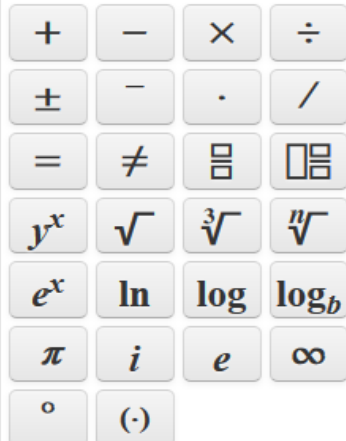 + − × ÷
± ¯ · /
= ≠ □/□ □□/□
yˣ √ ∛ ⁿ√
eˣ ln log log_b
π i e ∞
° (·)